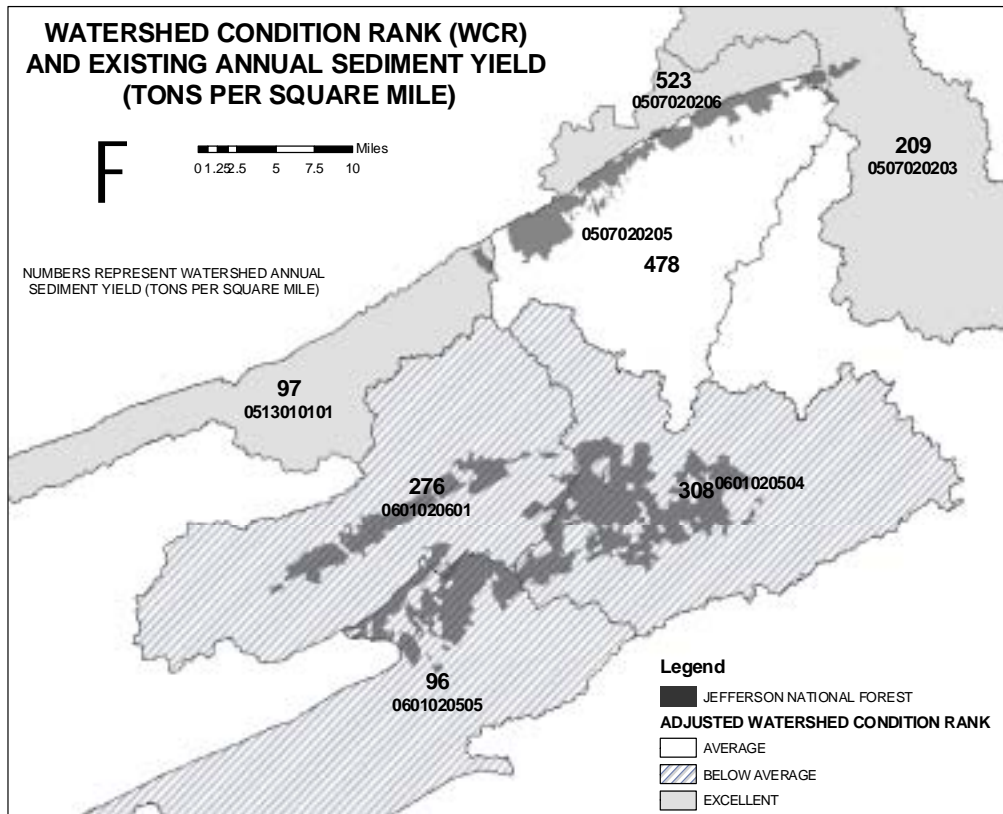 WATERSHED CONDITION RANK (WCR)
AND EXISTING ANNUAL SEDIMENT YIELD
(TONS PER SQUARE MILE)
F
Miles
0 1.25 2.5 5 7.5 10
NUMBERS REPRESENT WATERSHED ANNUAL
SEDIMENT YIELD (TONS PER SQUARE MILE)
523
0507020206
209
0507020203
0507020205
478
97
0513010101
276
0601020601
308 0601020504
96
0601020505
Legend
JEFFERSON NATIONAL FOREST
ADJUSTED WATERSHED CONDITION RANK
AVERAGE
BELOW AVERAGE
EXCELLENT